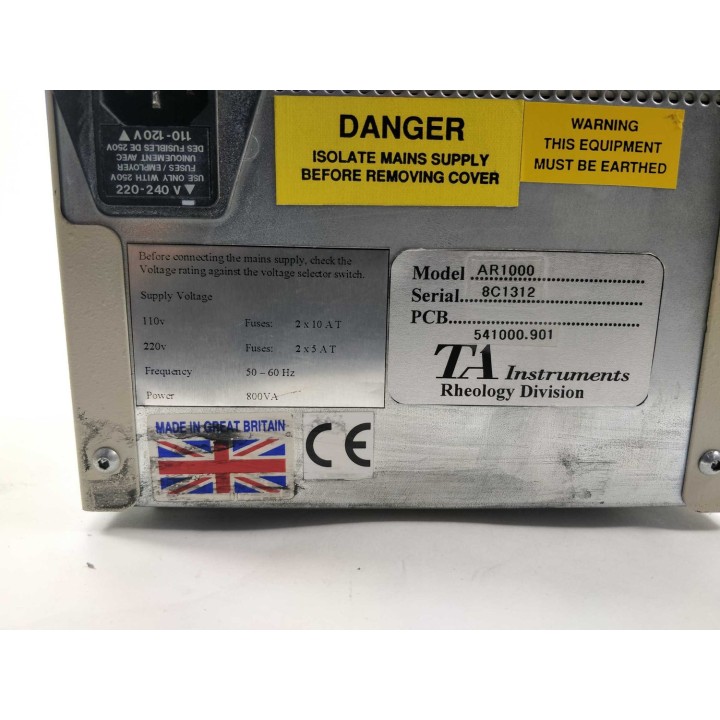 110-120 V ▲
DES FUSIBLES DE 250V
UNIQUEMENT AVEC
FUSES / EMPLOYER
USE ONLY WITH 250V
220-240 V ▲
DANGER
ISOLATE MAINS SUPPLY
BEFORE REMOVING COVER
WARNING
THIS EQUIPMENT
MUST BE EARTHED
Before connecting the mains supply, check the
Voltage rating against the voltage selector switch.
Supply Voltage
110v Fuses: 2 x 10 A T
220v Fuses: 2 x 5 A T
Frequency 50 – 60 Hz
Power 800VA
Model AR1000
Serial 8C1312
PCB
541000.901
TA Instruments
Rheology Division
MADE IN GREAT BRITAIN
CE